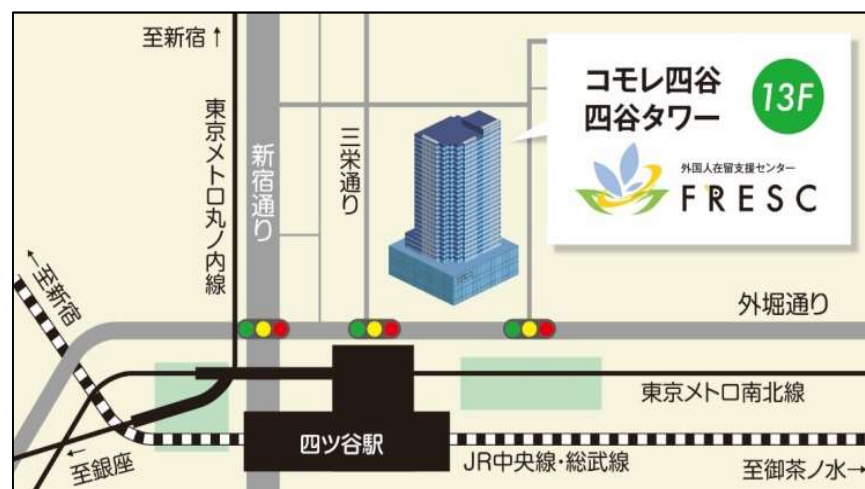 至新宿↑
コモレ四谷
四谷タワー
13F
外国人在留支援センター
FRESC
東京メトロ丸ノ内線
新宿通り
三栄通り
←至新宿
外堀通り
東京メトロ南北線
四ツ谷駅
JR中央線・総武線
←至銀座
至御茶ノ水→